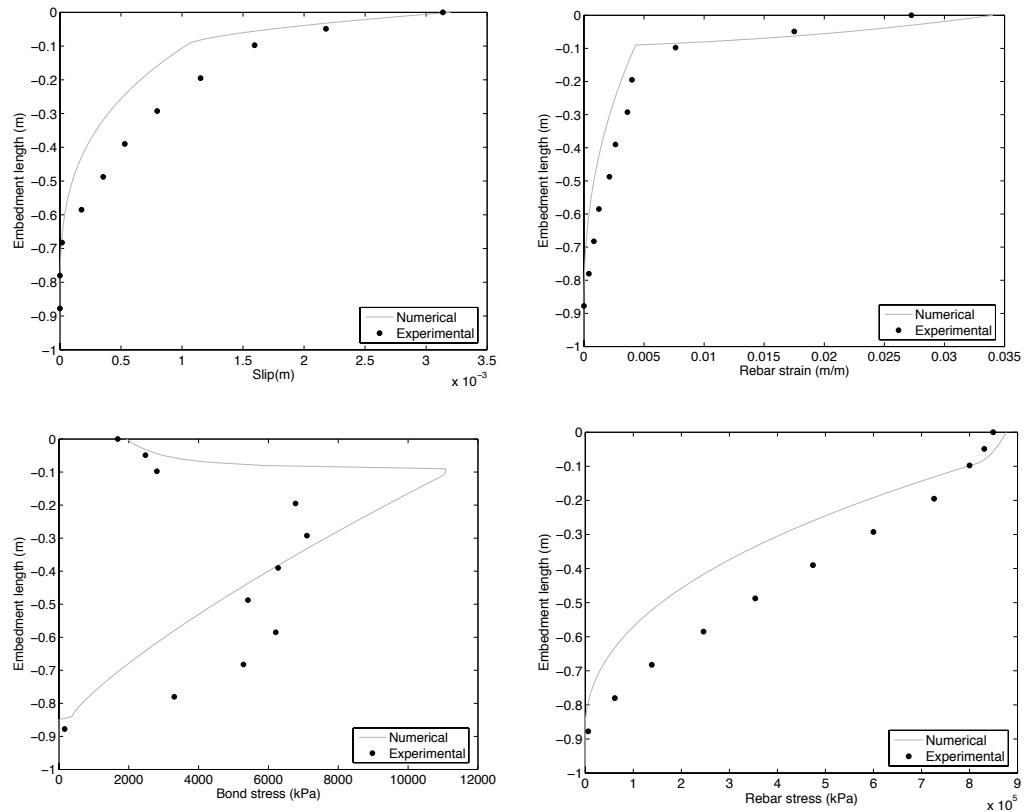 0
−0.1
−0.2
−0.3
−0.4
−0.5
−0.6
−0.7
−0.8
−0.9
−1
Embedment length (m)
Numerical
Experimental
0 0.5 1 1.5 2 2.5 3 3.5
Slip(m)
x 10⁻³
0
−0.1
−0.2
−0.3
−0.4
−0.5
−0.6
−0.7
−0.8
−0.9
−1
Embedment length (m)
Numerical
Experimental
0 0.005 0.01 0.015 0.02 0.025 0.03 0.035
Rebar strain (m/m)
0
−0.1
−0.2
−0.3
−0.4
−0.5
−0.6
−0.7
−0.8
−0.9
−1
Embedment length (m)
Numerical
Experimental
0 2000 4000 6000 8000 10000 12000
Bond stress (kPa)
0
−0.1
−0.2
−0.3
−0.4
−0.5
−0.6
−0.7
−0.8
−0.9
−1
Embedment length (m)
Numerical
Experimental
0 1 2 3 4 5 6 7 8 9
Rebar stress (kPa)
x 10⁵